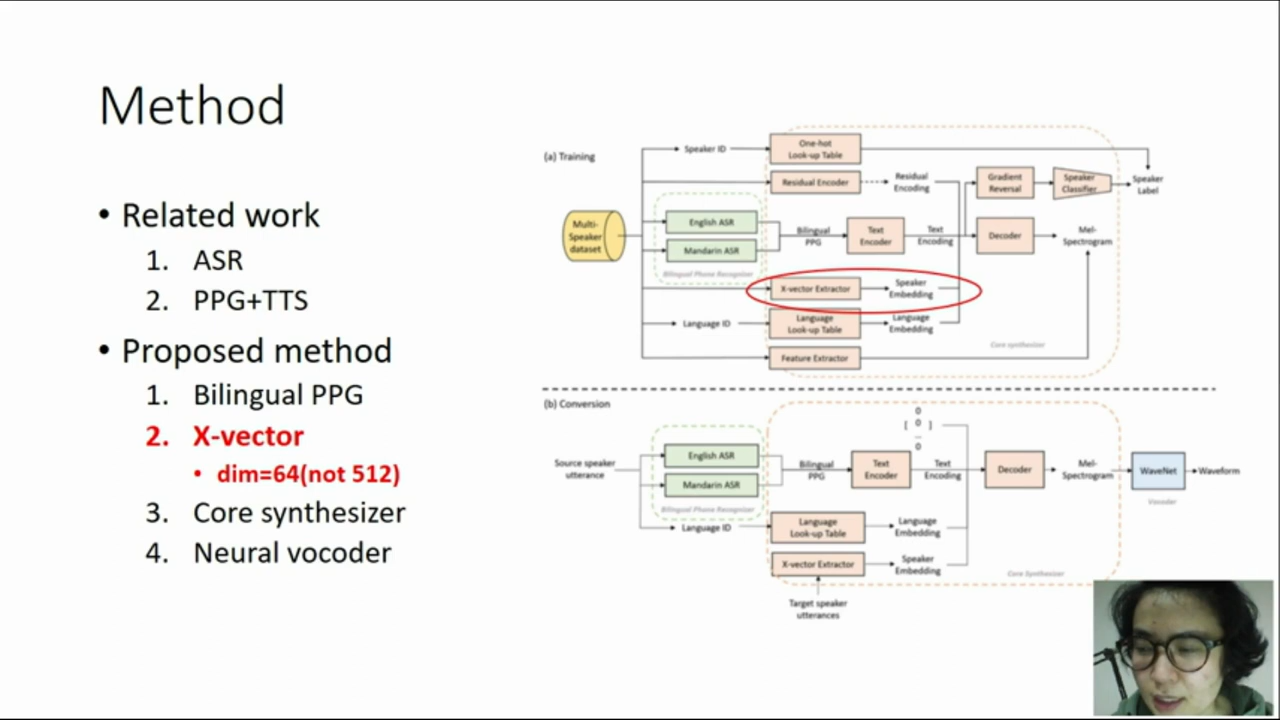 Method
• Related work
1. ASR
2. PPG+TTS
• Proposed method
1. Bilingual PPG
2. X-vector
• dim=64(not 512)
3. Core synthesizer
4. Neural vocoder
(a) Training
Multi-
Speaker
dataset
Speaker ID
One-hot
Look-up Table
Residual Encoder
Residual
Encoding
Gradient
Reversal
Speaker
Classifier
Speaker
Label
English ASR
Mandarin ASR
Bilingual Phone Recognizer
Bilingual
PPG
Text
Encoder
Text
Encoding
Decoder
Mel-
Spectrogram
X-vector Extractor
Speaker
Embedding
Language ID
Language
Look-up Table
Language
Embedding
Core synthesizer
Feature Extractor
(b) Conversion
Source speaker
utterance
English ASR
Mandarin ASR
Bilingual Phone Recognizer
Bilingual
PPG
Text
Encoder
0
[ 0 ]
...
0
Text
Encoding
Decoder
Mel-
Spectrogram
WaveNet
Waveform
Vocoder
Language ID
Language
Look-up Table
Language
Embedding
X-vector Extractor
Speaker
Embedding
Core Synthesizer
Target speaker
utterances